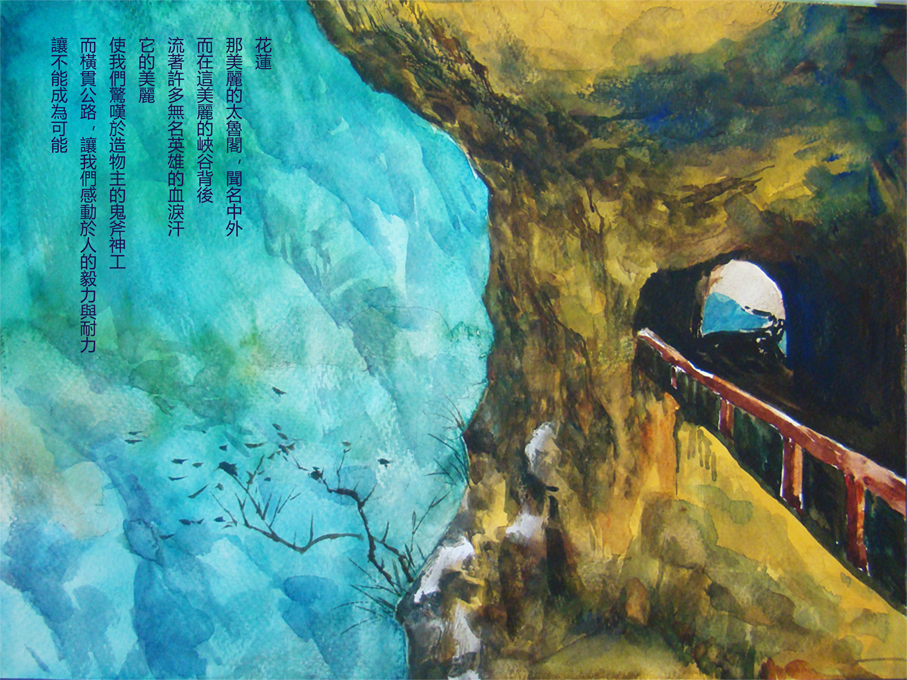 花蓮
那美麗的太魯閣，聞名中外
而在這美麗的峽谷背後
流著許多無名英雄的血淚汗
它的美麗
使我們驚嘆於造物主的鬼斧神工
而橫貫公路，讓我們感動於人的毅力與耐力
讓不能成為可能